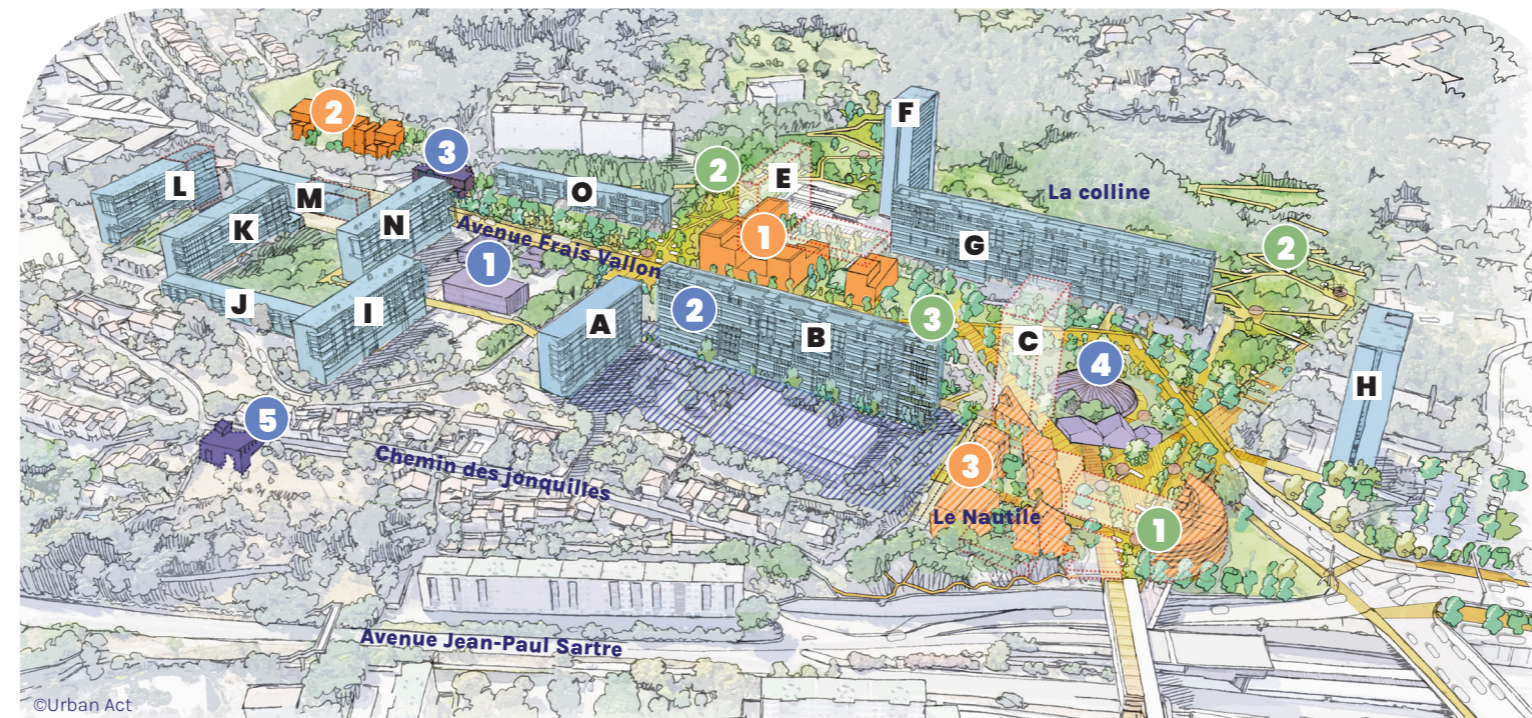 F
2
3
L
M
O
2
E
La colline
K
N
Avenue Frais Vallon
1
G
2
1
J
I
A
2
B
3
C
4
H
5
Chemin des jonquilles
3
Le Nautile
1
Avenue Jean-Paul Sartre
©Urban Act